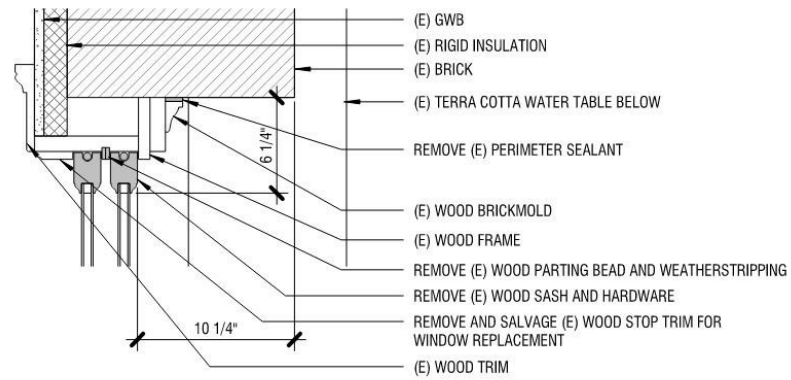 (E) GWB
(E) RIGID INSULATION
(E) BRICK
(E) TERRA COTTA WATER TABLE BELOW
REMOVE (E) PERIMETER SEALANT
6 1/4"
(E) WOOD BRICKMOLD
(E) WOOD FRAME
REMOVE (E) WOOD PARTING BEAD AND WEATHERSTRIPPING
REMOVE (E) WOOD SASH AND HARDWARE
10 1/4"
REMOVE AND SALVAGE (E) WOOD STOP TRIM FOR
WINDOW REPLACEMENT
(E) WOOD TRIM